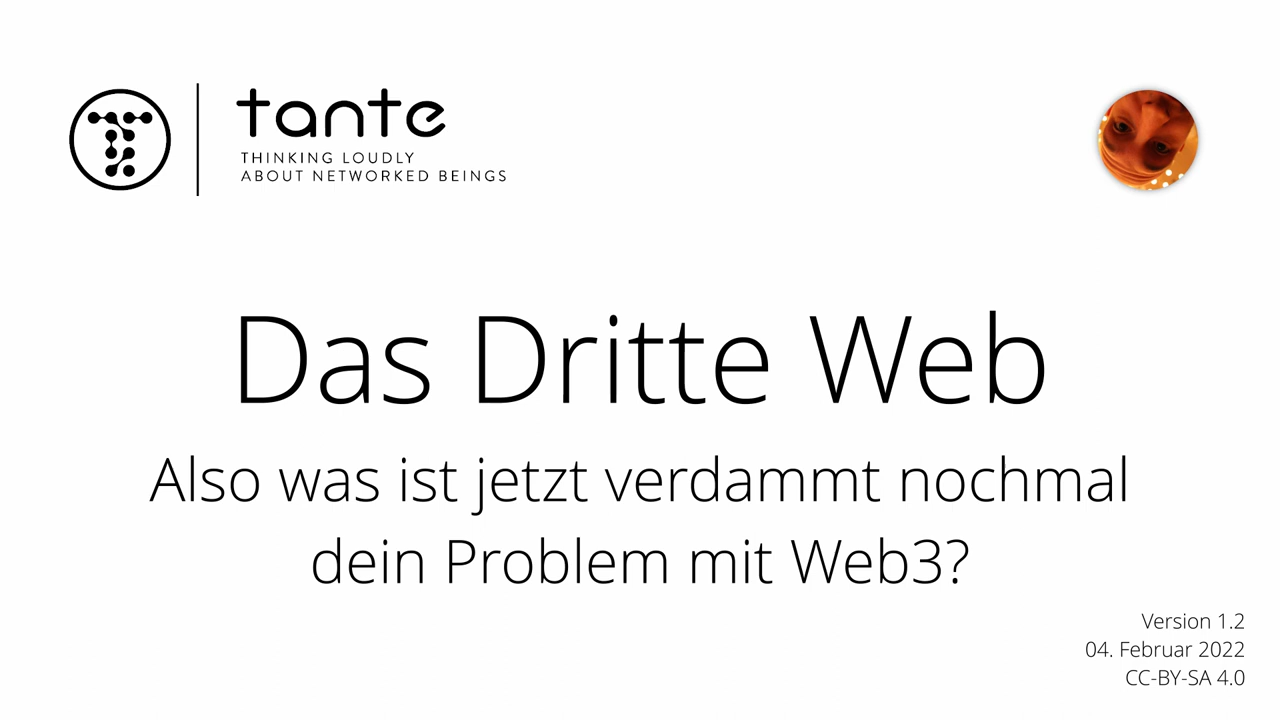 tante
THINKING LOUDLY
ABOUT NETWORKED BEINGS
Das Dritte Web
Also was ist jetzt verdammt nochmal
dein Problem mit Web3?
Version 1.2
04. Februar 2022
CC-BY-SA 4.0